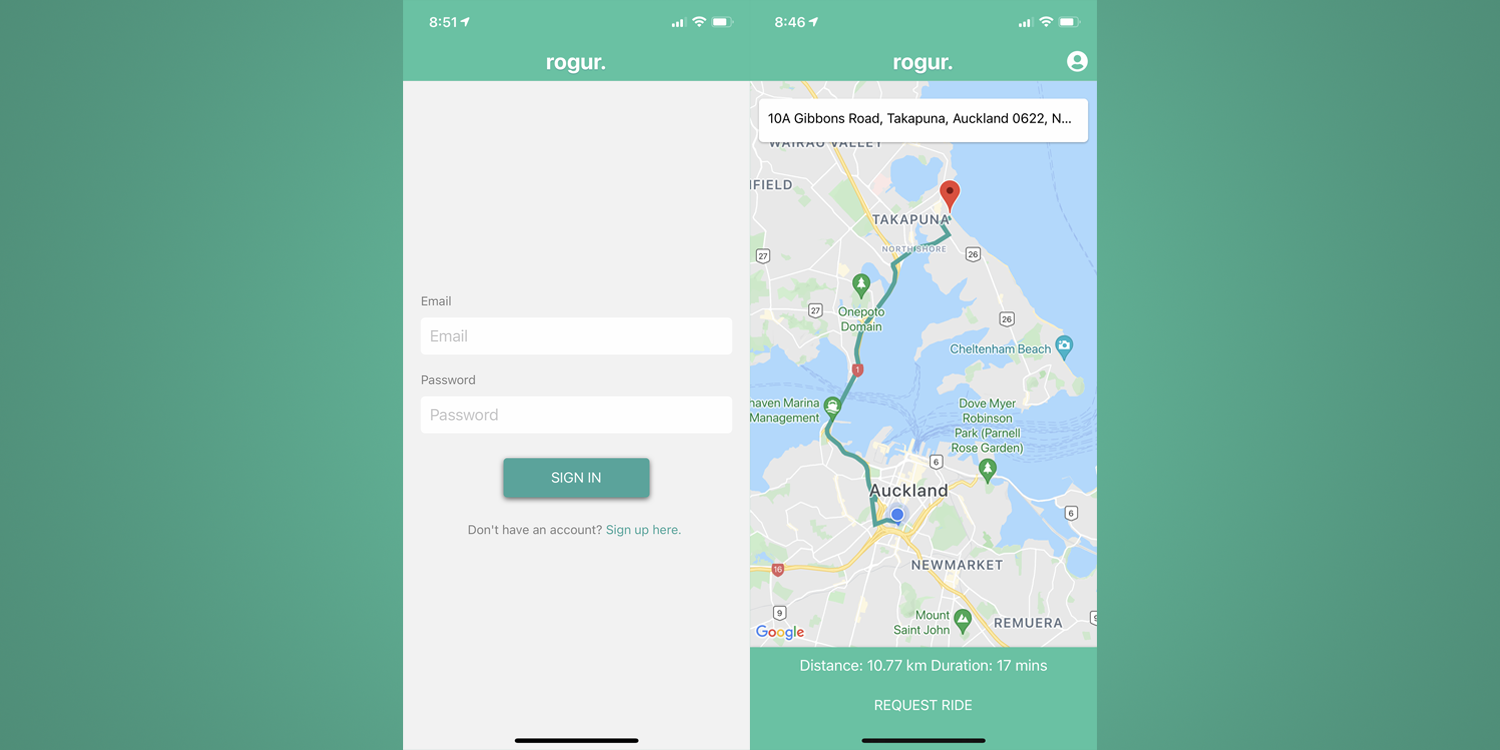 8:51
rogur.
Email
Email
Password
Password
SIGN IN
Don't have an account? Sign up here.
8:46
rogur.
10A Gibbons Road, Takapuna, Auckland 0622, N...
WAIRAU VALLEY
IFIELD
TAKAPUNA
NORTHSHORE
27
26
27
Onepoto
Domain
26
Cheltenham Beach
1
haven Marina
Management
Dove Myer
Robinson
Park (Parnell
Rose Garden)
6
Auckland
6
NEWMARKET
16
9
Mount
Saint John
REMUERA
9
Google
Distance: 10.77 km Duration: 17 mins
REQUEST RIDE